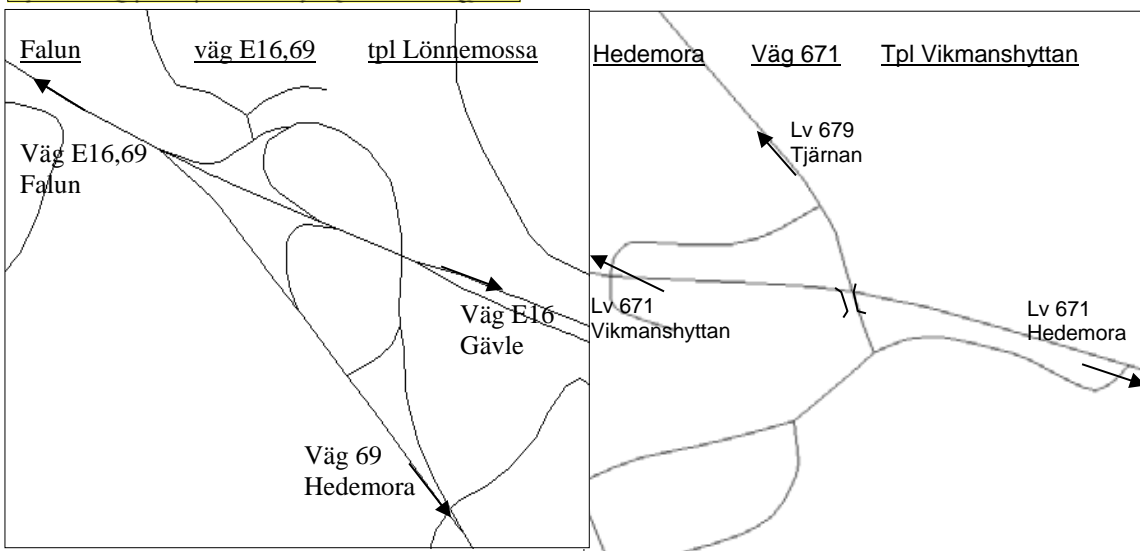 Falun väg E16,69 tpl Lönnemossa
Väg E16,69
Falun
Väg E16
Gävle
Väg 69
Hedemora
Hedemora Väg 671 Tpl Vikmanshyttan
Lv 679
Tjärnan
Lv 671
Vikmanshyttan
Lv 671
Hedemora